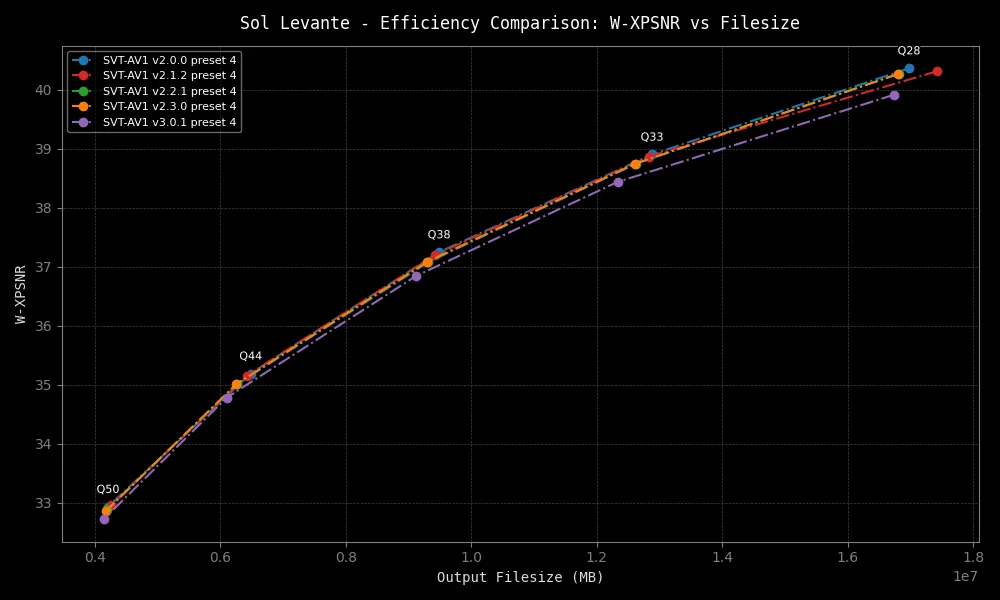 Sol Levante - Efficiency Comparison: W-XPSNR vs Filesize
SVT-AV1 v2.0.0 preset 4
SVT-AV1 v2.1.2 preset 4
SVT-AV1 v2.2.1 preset 4
SVT-AV1 v2.3.0 preset 4
SVT-AV1 v3.0.1 preset 4
Q28
Q33
Q38
Q44
Q50
W-XPSNR
40
39
38
37
36
35
34
33
0.4 0.6 0.8 1.0 1.2 1.4 1.6 1.8
1e7
Output Filesize (MB)